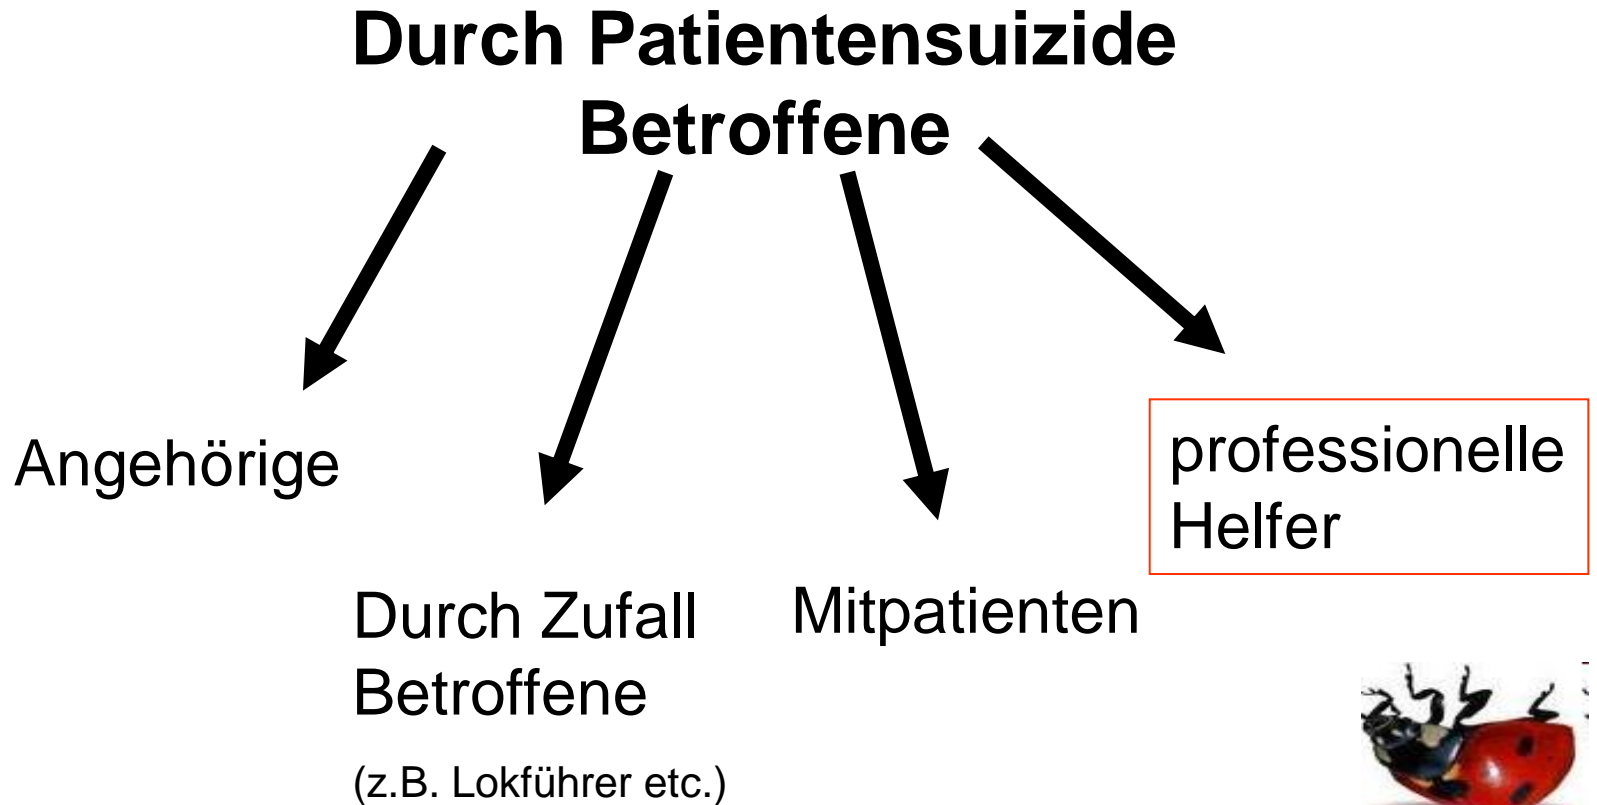 Durch Patientensuizide
Betroffene
Angehörige
Durch Zufall
Betroffene
(z.B. Lokführer etc.)
Mitpatienten
professionelle
Helfer